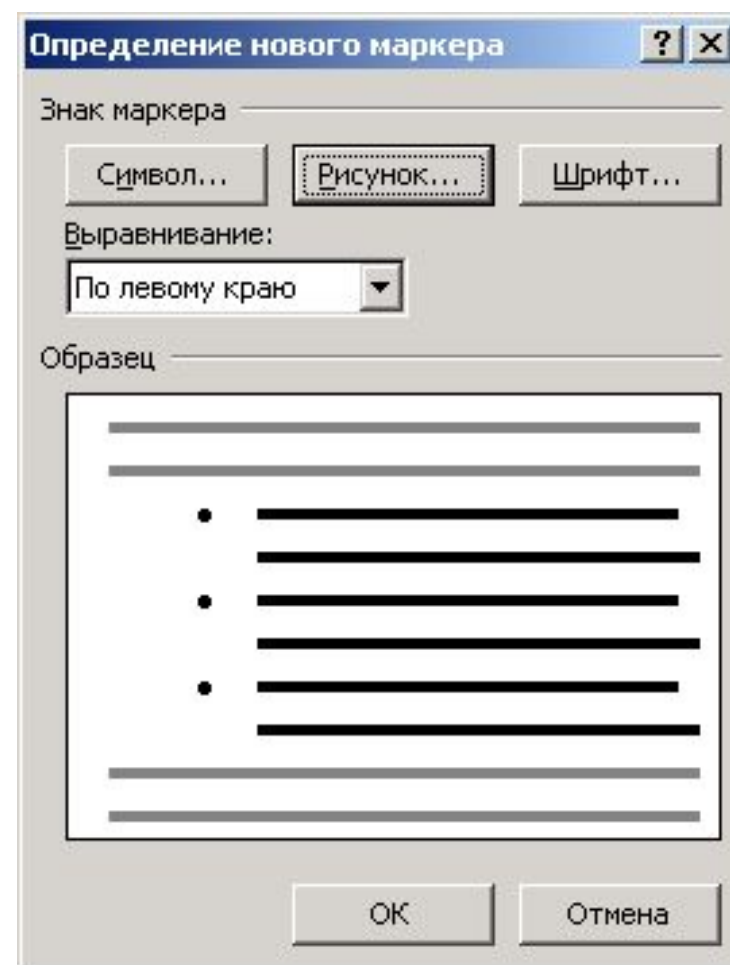 Определение нового маркера
Знак маркера
Символ... Рисунок... Шрифт...
Выравнивание:
По левому краю
Образец
ОК Отмена